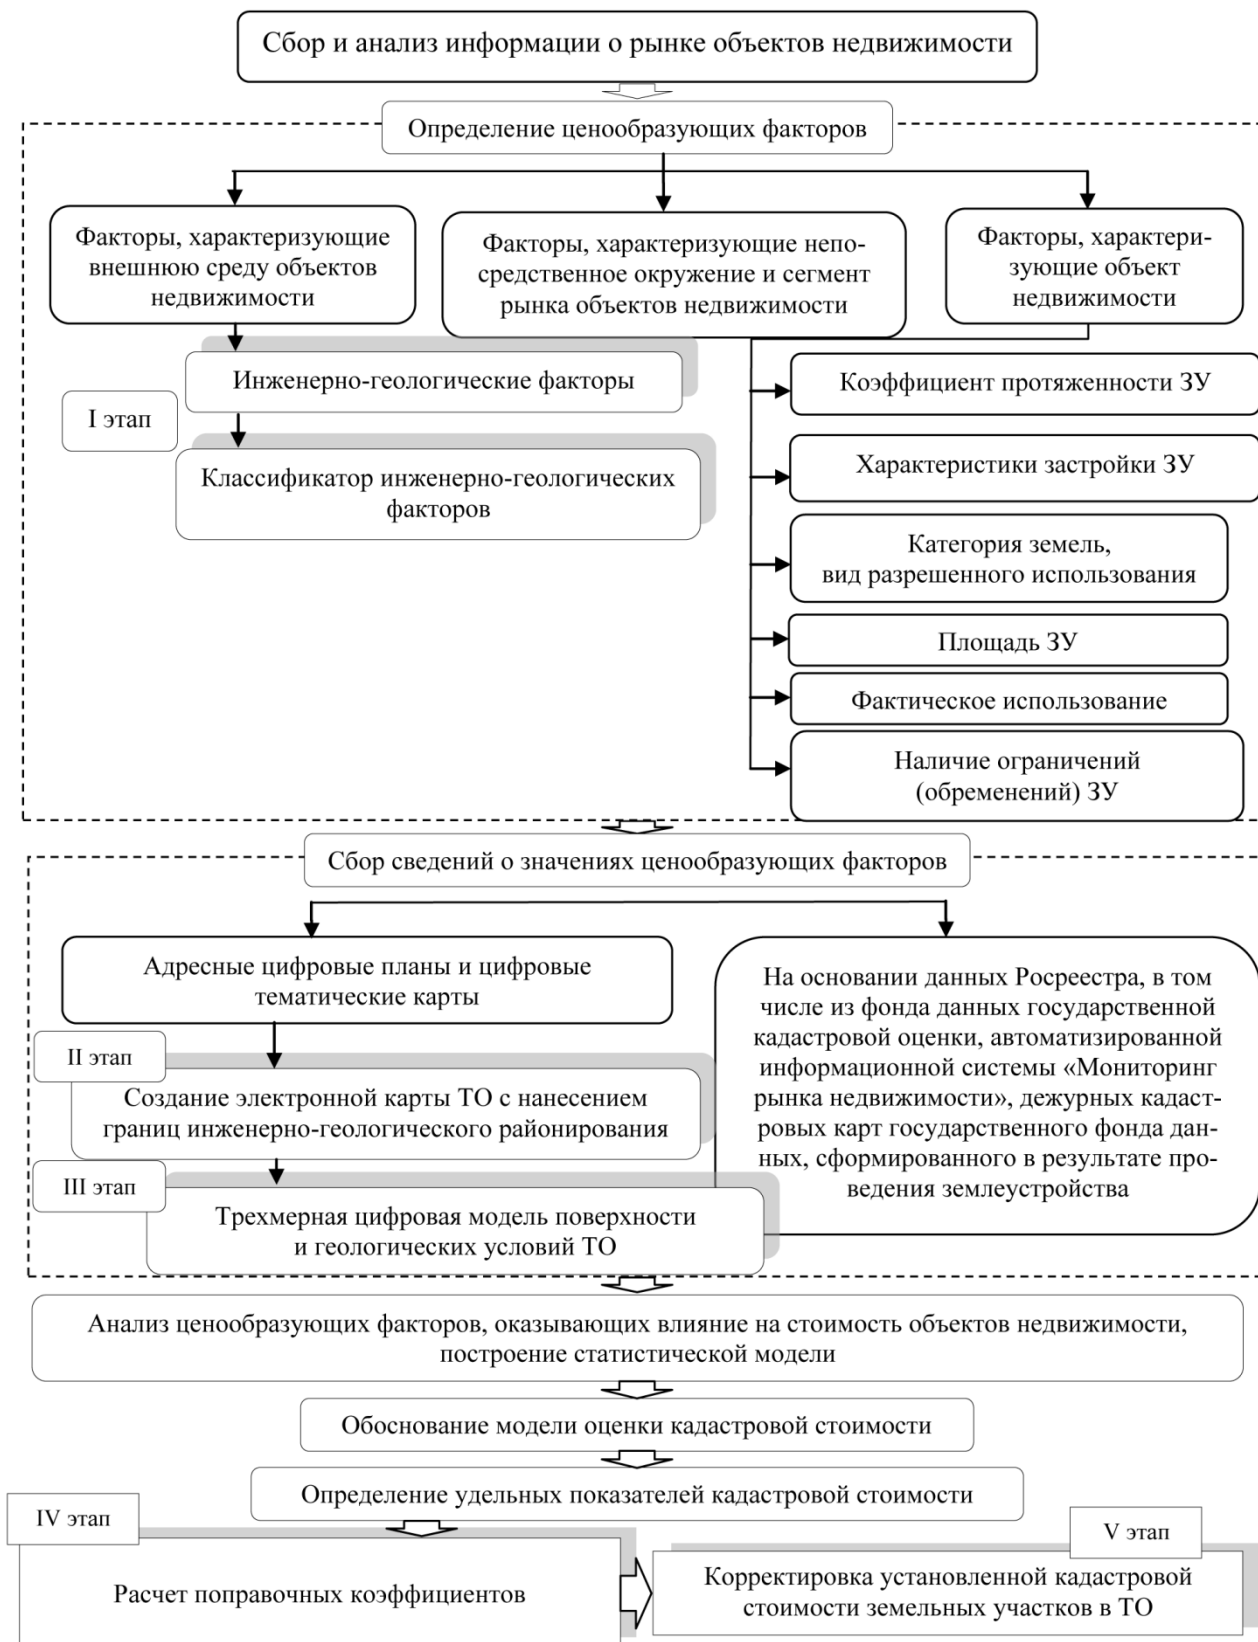 Сбор и анализ информации о рынке объектов недвижимости
Определение ценообразующих факторов
Факторы, характеризующие
внешнюю среду объектов
недвижимости
Факторы, характеризующие непо-
средственное окружение и сегмент
рынка объектов недвижимости
Факторы, характери-
зующие объект
недвижимости
Инженерно-геологические факторы
I этап
Классификатор инженерно-геологических
факторов
Коэффициент протяженности ЗУ
Характеристики застройки ЗУ
Категория земель,
вид разрешенного использования
Площадь ЗУ
Фактическое использование
Наличие ограничений
(обременений) ЗУ
Сбор сведений о значениях ценообразующих факторов
Адресные цифровые планы и цифровые
тематические карты
II этап
Создание электронной карты ТО с нанесением
границ инженерно-геологического районирования
III этап
Трехмерная цифровая модель поверхности
и геологических условий ТО
На основании данных Росреестра, в том
числе из фонда данных государственной
кадастровой оценки, автоматизированной
информационной системы «Мониторинг
рынка недвижимости», дежурных кадаст-
ровых карт государственного фонда дан-
ных, сформированного в результате про-
ведения землеустройства
Анализ ценообразующих факторов, оказывающих влияние на стоимость объектов недвижимости,
построение статистической модели
Обоснование модели оценки кадастровой стоимости
Определение удельных показателей кадастровой стоимости
IV этап
Расчет поправочных коэффициентов
V этап
Корректировка установленной кадастровой
стоимости земельных участков в ТО